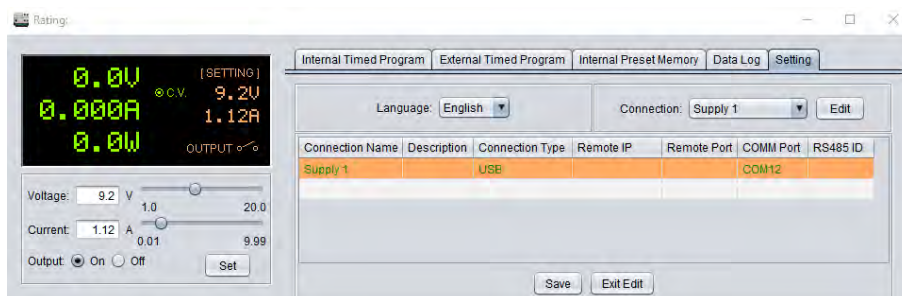 Rating:
0.0V
[SETTING]
C.V. 9.2V
0.000A 1.12A
0.0W OUTPUT
Voltage: 9.2 V
1.0 20.0
Current: 1.12 A
0.01 9.99
Output: On Off Set
Internal Timed Program External Timed Program Internal Preset Memory Data Log Setting
Language: English Connection: Supply 1 Edit
Connection Name Description Connection Type Remote IP Remote Port COMM Port RS485 ID
Supply 1 USB COM12
Save Exit Edit